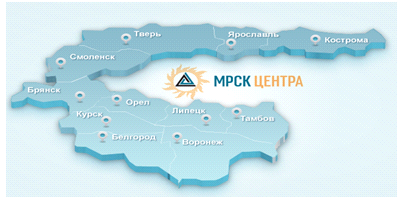 Тверь
Ярославль
Кострома
Смоленск
МРСК ЦЕНТРА
Брянск
Орел
Липецк
Курск
Тамбов
Белгород
Воронеж